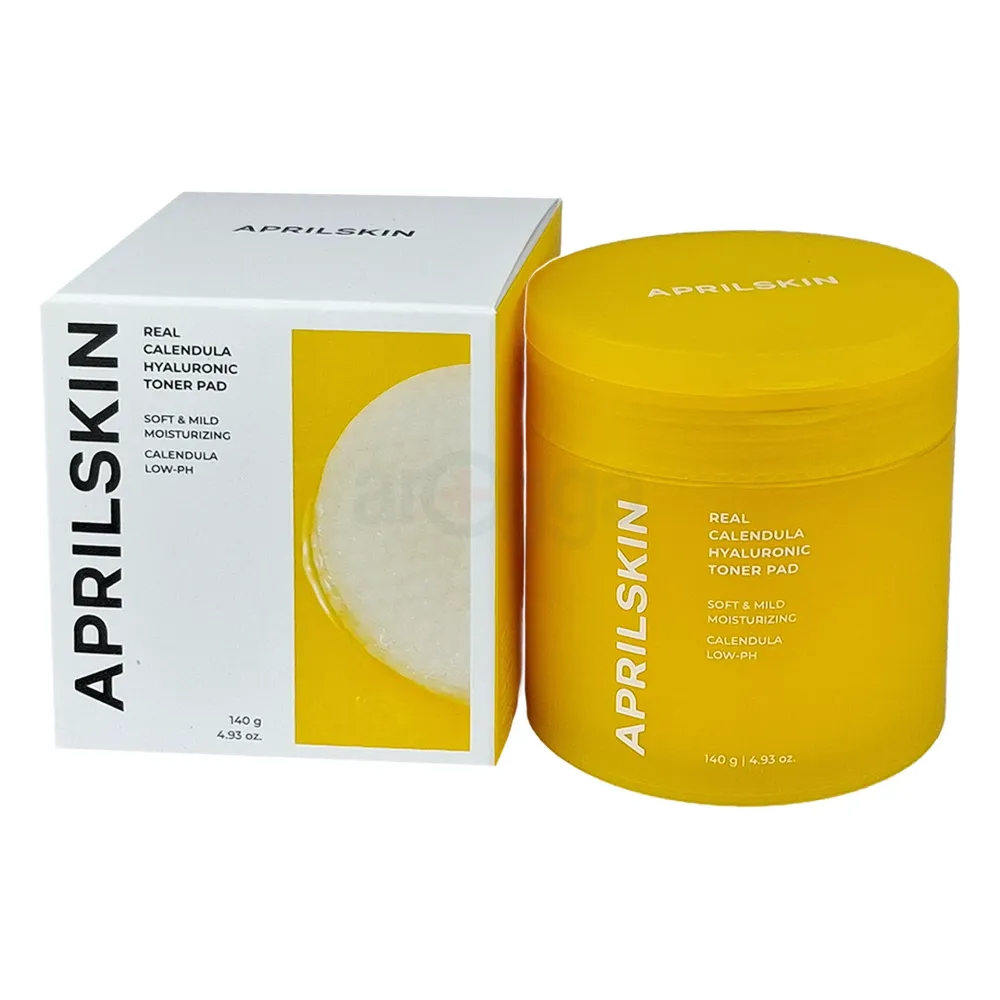 APRILSKIN
APRILSKIN
REAL
CALENDULA
HYALURONIC
TONER PAD
SOFT & MILD
MOISTURIZING
CALENDULA
LOW-PH
140 g
4.93 oz.
APRILSKIN
APRILSKIN
REAL
CALENDULA
HYALURONIC
TONER PAD
SOFT & MILD
MOISTURIZING
CALENDULA
LOW-PH
140 g | 4.93 oz.